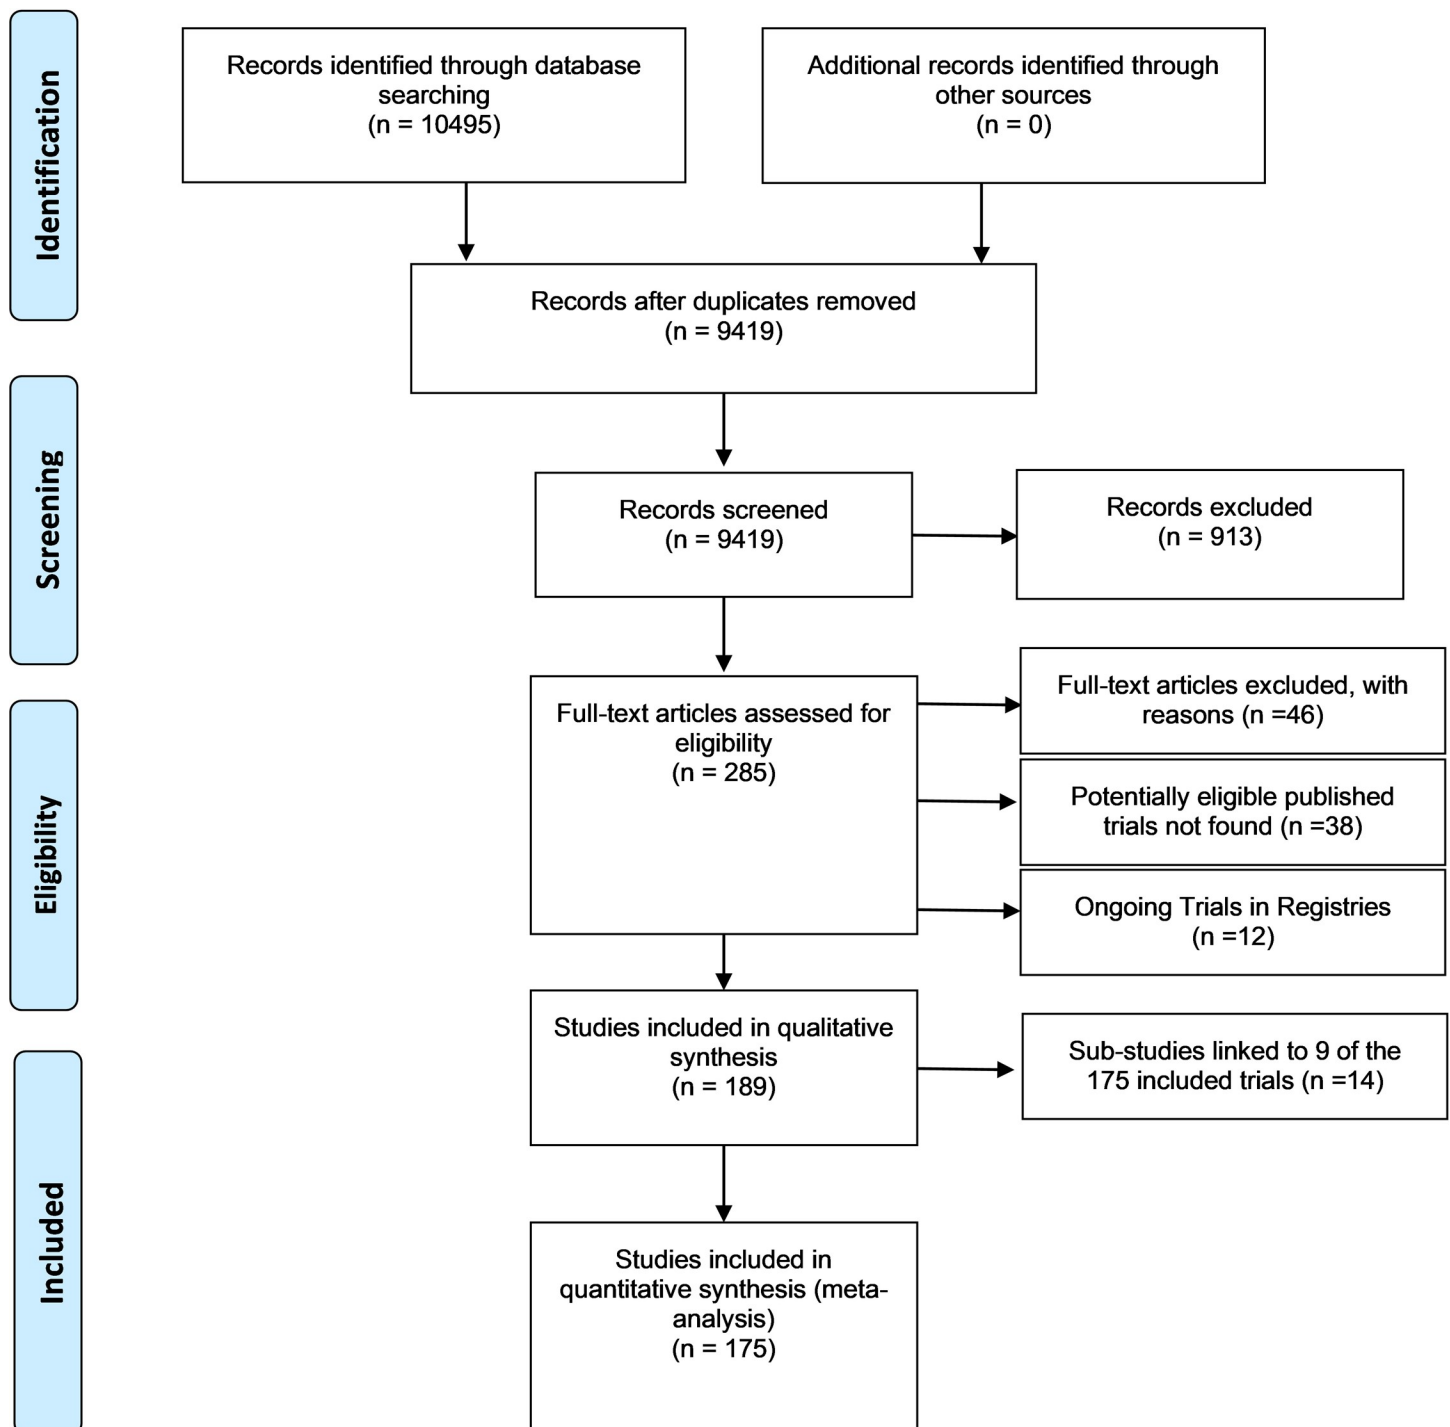 Identification
Records identified through database
searching
(n = 10495)
Additional records identified through
other sources
(n = 0)
Records after duplicates removed
(n = 9419)
Screening
Records screened
(n = 9419)
Records excluded
(n = 913)
Eligibility
Full-text articles assessed for
eligibility
(n = 285)
Full-text articles excluded, with
reasons (n =46)
Potentially eligible published
trials not found (n =38)
Ongoing Trials in Registries
(n =12)
Included
Studies included in qualitative
synthesis
(n = 189)
Sub-studies linked to 9 of the
175 included trials (n =14)
Studies included in
quantitative synthesis (meta-
analysis)
(n = 175)